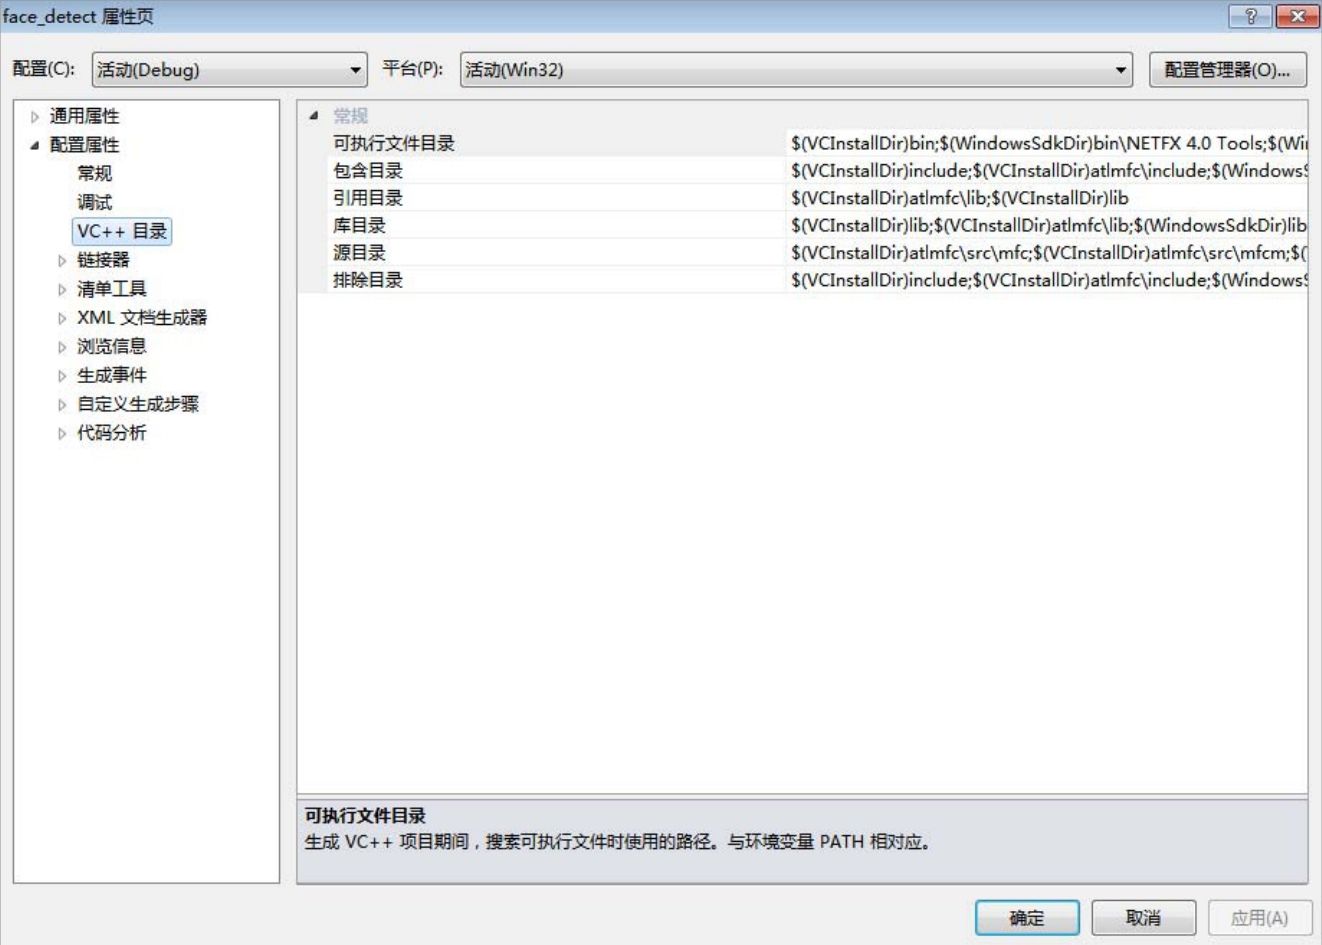 face_detect 属性页
配置(C): 活动(Debug) 平台(P): 活动(Win32) 配置管理器(O)...
通用属性
配置属性
常规
调试
VC++ 目录
链接器
清单工具
XML 文档生成器
浏览信息
生成事件
自定义生成步骤
代码分析
常规
可执行文件目录 $(VCInstallDir)bin;$(WindowsSdkDir)bin\NETFX 4.0 Tools;$(Wi
包含目录 $(VCInstallDir)include;$(VCInstallDir)atlmfc\include;$(Windows
引用目录 $(VCInstallDir)atlmfc\lib;$(VCInstallDir)lib
库目录 $(VCInstallDir)lib;$(VCInstallDir)atlmfc\lib;$(WindowsSdkDir)lib
源目录 $(VCInstallDir)atlmfc\src\mfc;$(VCInstallDir)atlmfc\src\mfcm;$(
排除目录 $(VCInstallDir)include;$(VCInstallDir)atlmfc\include;$(Windows
可执行文件目录
生成 VC++ 项目期间，搜索可执行文件时使用的路径。与环境变量 PATH 相对应。
确定 取消 应用(A)